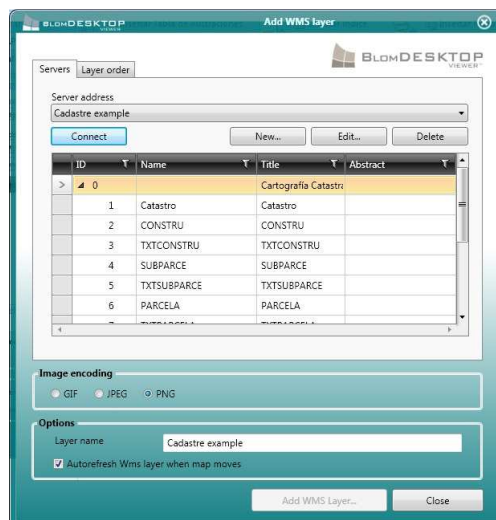 BLOMDESKTOP
VIEWER
Add WMS layer
BLOMDESKTOP
VIEWER
Servers
Layer order
Server address
Cadastre example
Connect
New...
Edit...
Delete
ID Name Title Abstract
0 Cartografía Catastra
1 Catastro Catastro
2 CONSTRU CONSTRU
3 TXTCONSTRU TXTCONSTRU
4 SUBPARCE SUBPARCE
5 TXTSUBPARCE TXTSUBPARCE
6 PARCELA PARCELA
Image encoding
GIF JPEG PNG
Options
Layer name Cadastre example
Autorefresh Wms layer when map moves
Add WMS Layer...
Close